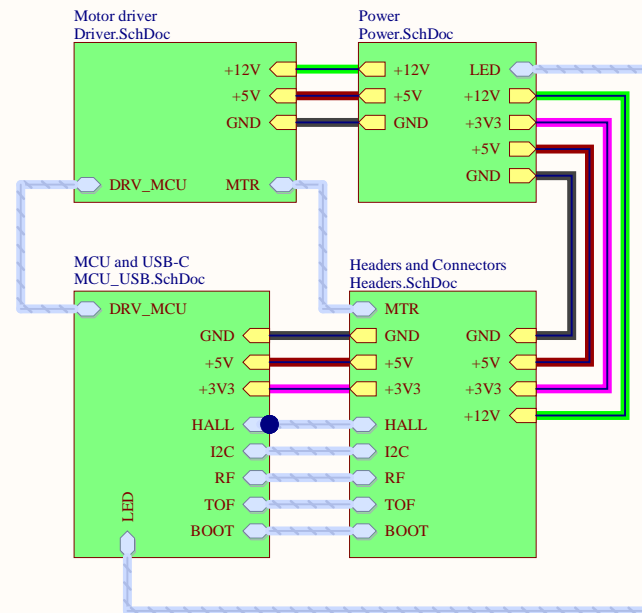 Motor driver
Driver.SchDoc
+12V
+5V
GND
DRV_MCU
MTR
Power
Power.SchDoc
+12V
+5V
GND
LED
+12V
+3V3
+5V
GND
MCU and USB-C
MCU_USB.SchDoc
DRV_MCU
GND
+5V
+3V3
HALL
I2C
RF
TOF
BOOT
LED
Headers and Connectors
Headers.SchDoc
MTR
GND
+5V
+3V3
HALL
I2C
RF
TOF
BOOT
GND
+5V
+3V3
+12V